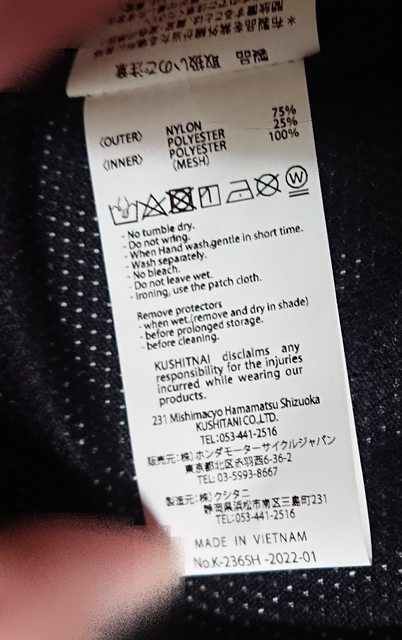 製品 取扱いのご注意
〈OUTER〉 NYLON 75%
POLYESTER 25%
〈INNER〉 POLYESTER 100%
(MESH)
W
- No tumble dry.
- Do not wring.
- When Hand wash,gentle in short time.
- Wash separately.
- No bleach.
- Do not leave wet.
- Ironing, use the patch cloth.
Remove protectors
- when wet.(remove and dry in shade)
- before prolonged storage.
- before cleaning.
KUSHITNAI disclaims any
responsibility for the injuries
incurred while wearing our
products.
231 Mishimacyo Hamamatsu Shizuoka
KUSHITANI CO.,LTD.
TEL:053-441-2516
販売元:(株)ホンダモーターサイクルジャパン
東京都北区赤羽西6-36-2
TEL: 03-5993-8667
製造元:(株)クシタニ
静岡県浜松市南区三島町231
TEL:053-441-2516
MADE IN VIETNAM
No.K-2365H -2022-01